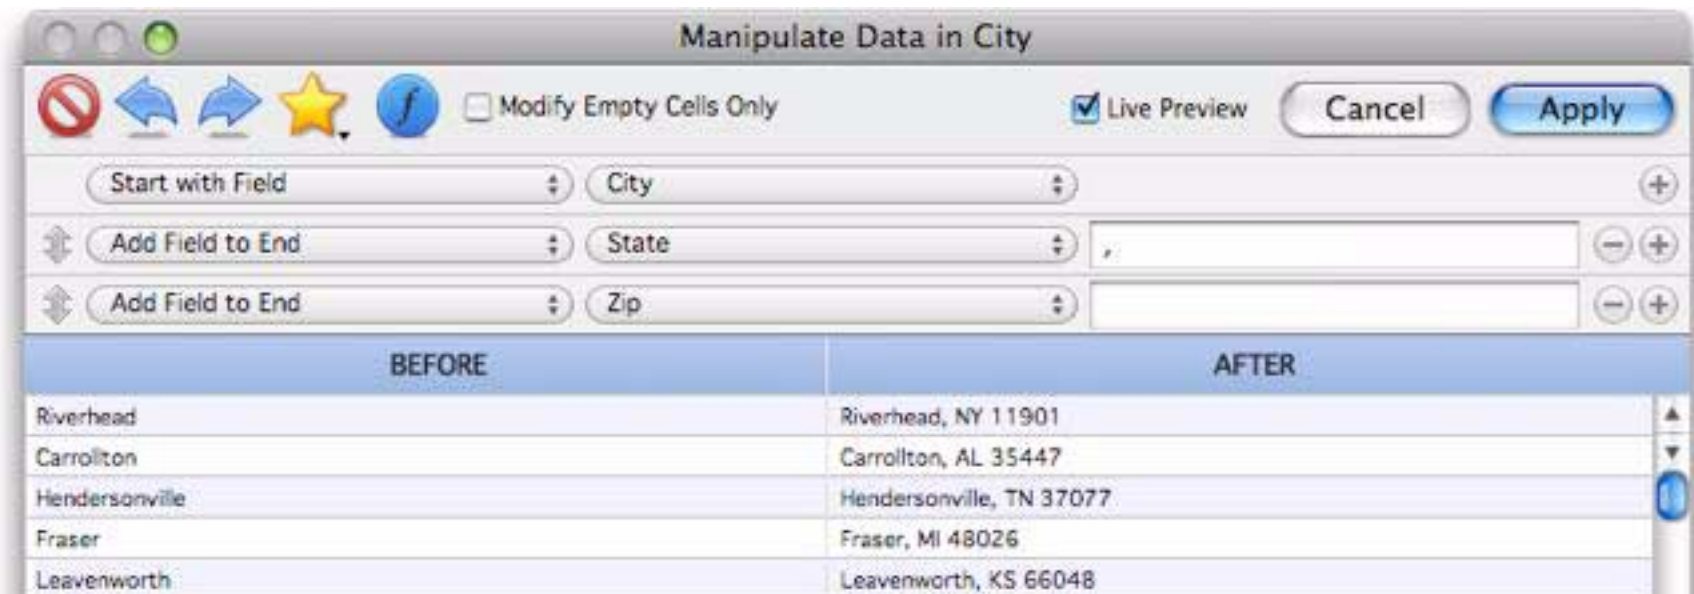 Manipulate Data in City
f Modify Empty Cells Only Live Preview Cancel Apply
Start with Field City
Add Field to End State ,
Add Field to End Zip
BEFORE AFTER
Riverhead Riverhead, NY 11901
Carrollton Carrollton, AL 35447
Hendersonville Hendersonville, TN 37077
Fraser Fraser, MI 48026
Leavenworth Leavenworth, KS 66048